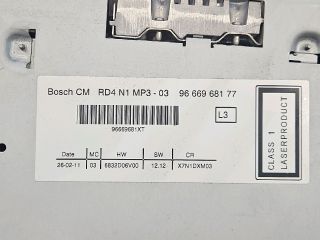 Bosch CM RD4 N1 MP3 - 03 96 669 681 77
96669681XT
L3
CLASS 1
LASERPRODUCT
MC HW SW CR
26-02-11 03 6832D06V00 12.12 X7N1DXM03